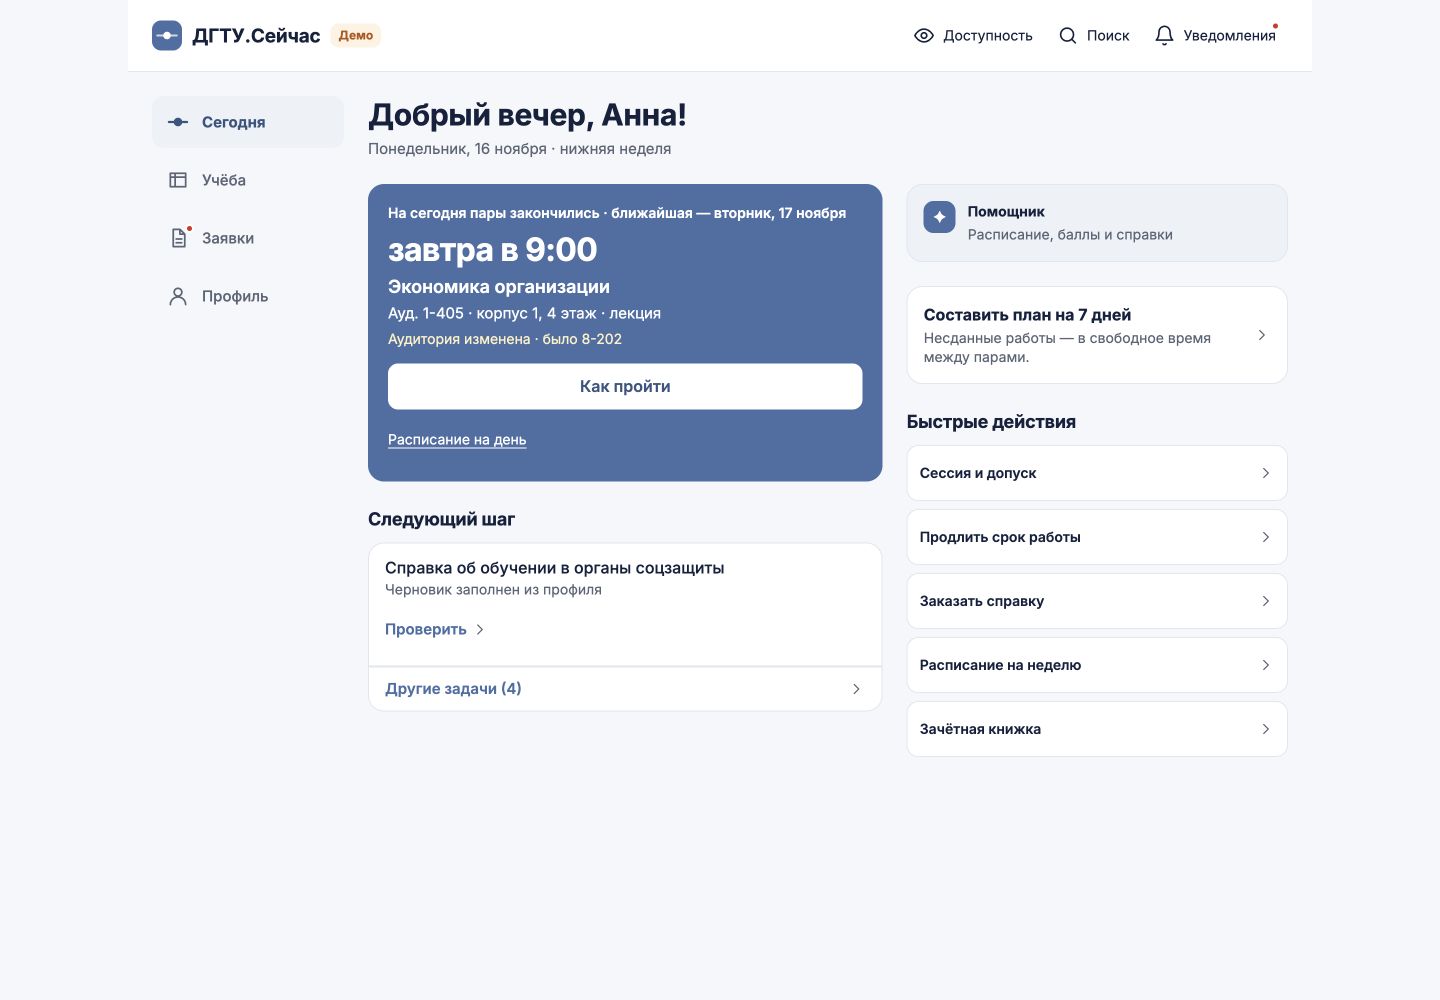 ДГТУ.Сейчас
Демо
Доступность
Поиск
Уведомления
Сегодня
Учёба
Заявки
Профиль
Добрый вечер, Анна!
Понедельник, 16 ноября · нижняя неделя
На сегодня пары закончились · ближайшая — вторник, 17 ноября
завтра в 9:00
Экономика организации
Ауд. 1-405 · корпус 1, 4 этаж · лекция
Аудитория изменена · было 8-202
Как пройти
Расписание на день
Следующий шаг
Справка об обучении в органы соцзащиты
Черновик заполнен из профиля
Проверить
Другие задачи (4)
Помощник
Расписание, баллы и справки
Составить план на 7 дней
Несданные работы — в свободное время
между парами.
Быстрые действия
Сессия и допуск
Продлить срок работы
Заказать справку
Расписание на неделю
Зачётная книжка